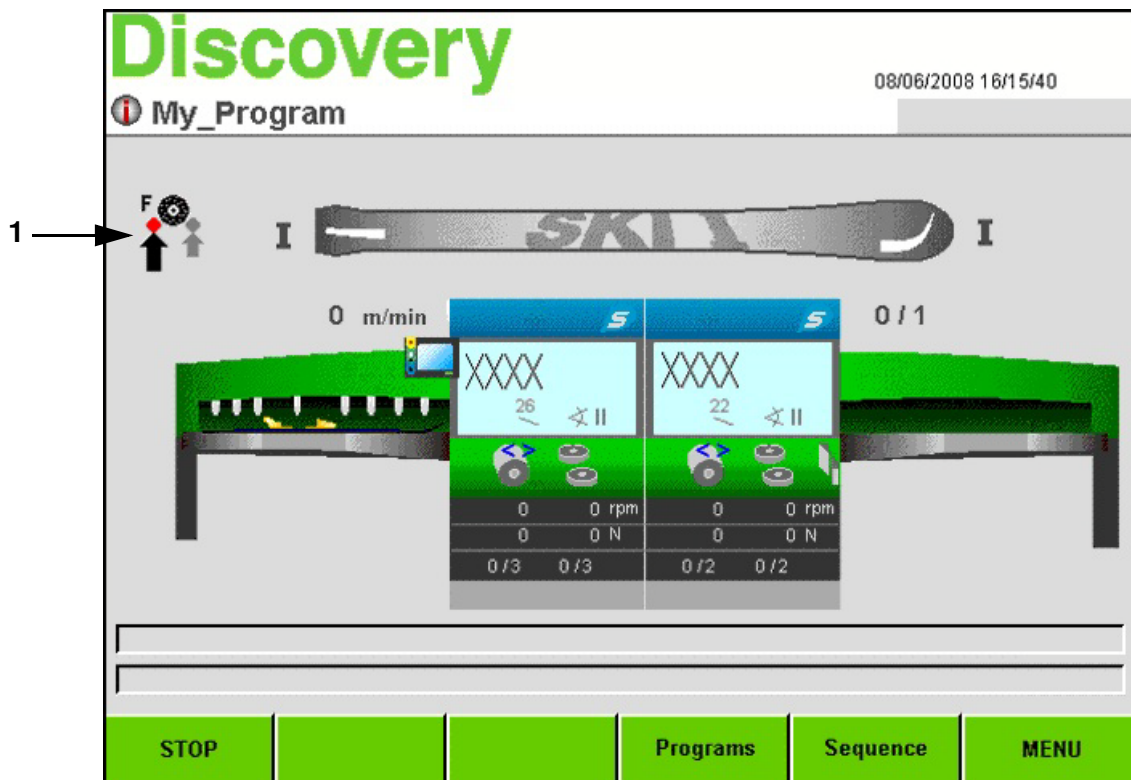 Discovery
08/06/2008 16/15/40
My_Program
F
1
I
SKI
I
0 m/min
0 / 1
S
S
XXXX
XXXX
26
II
22
II
< >
< >
0 0 rpm
0 0 rpm
0 0 N
0 0 N
0 / 3 0 / 3
0 / 2 0 / 2
STOP
Programs
Sequence
MENU